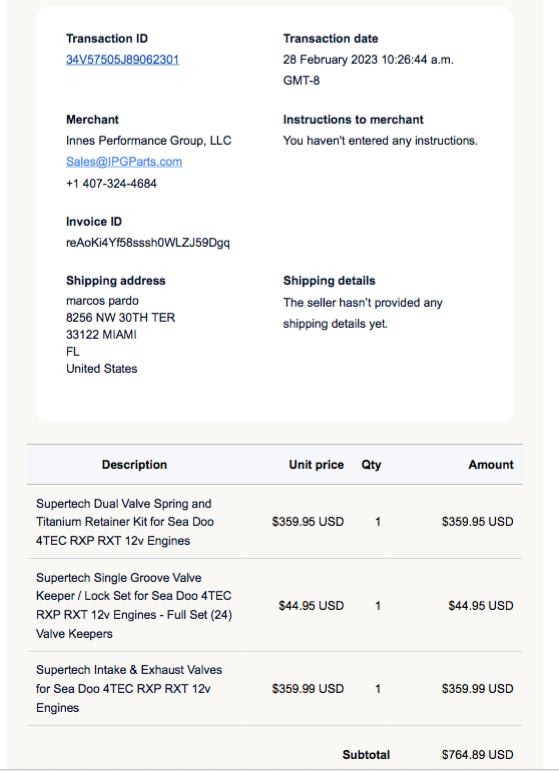 Transaction ID
34V57505J89062301
Transaction date
28 February 2023 10:26:44 a.m.
GMT-8
Merchant
Innes Performance Group, LLC
Sales@IPGParts.com
+1 407-324-4684
Instructions to merchant
You haven't entered any instructions.
Invoice ID
reAoKi4Yf58sssh0WLZJ59Dgq
Shipping address
marcos pardo
8256 NW 30TH TER
33122 MIAMI
FL
United States
Shipping details
The seller hasn't provided any
shipping details yet.
Description Unit price Qty Amount
Supertech Dual Valve Spring and
Titanium Retainer Kit for Sea Doo
4TEC RXP RXT 12v Engines
$359.95 USD 1 $359.95 USD
Supertech Single Groove Valve
Keeper / Lock Set for Sea Doo 4TEC
RXP RXT 12v Engines - Full Set (24)
Valve Keepers
$44.95 USD 1 $44.95 USD
Supertech Intake & Exhaust Valves
for Sea Doo 4TEC RXP RXT 12v
Engines
$359.99 USD 1 $359.99 USD
Subtotal $764.89 USD